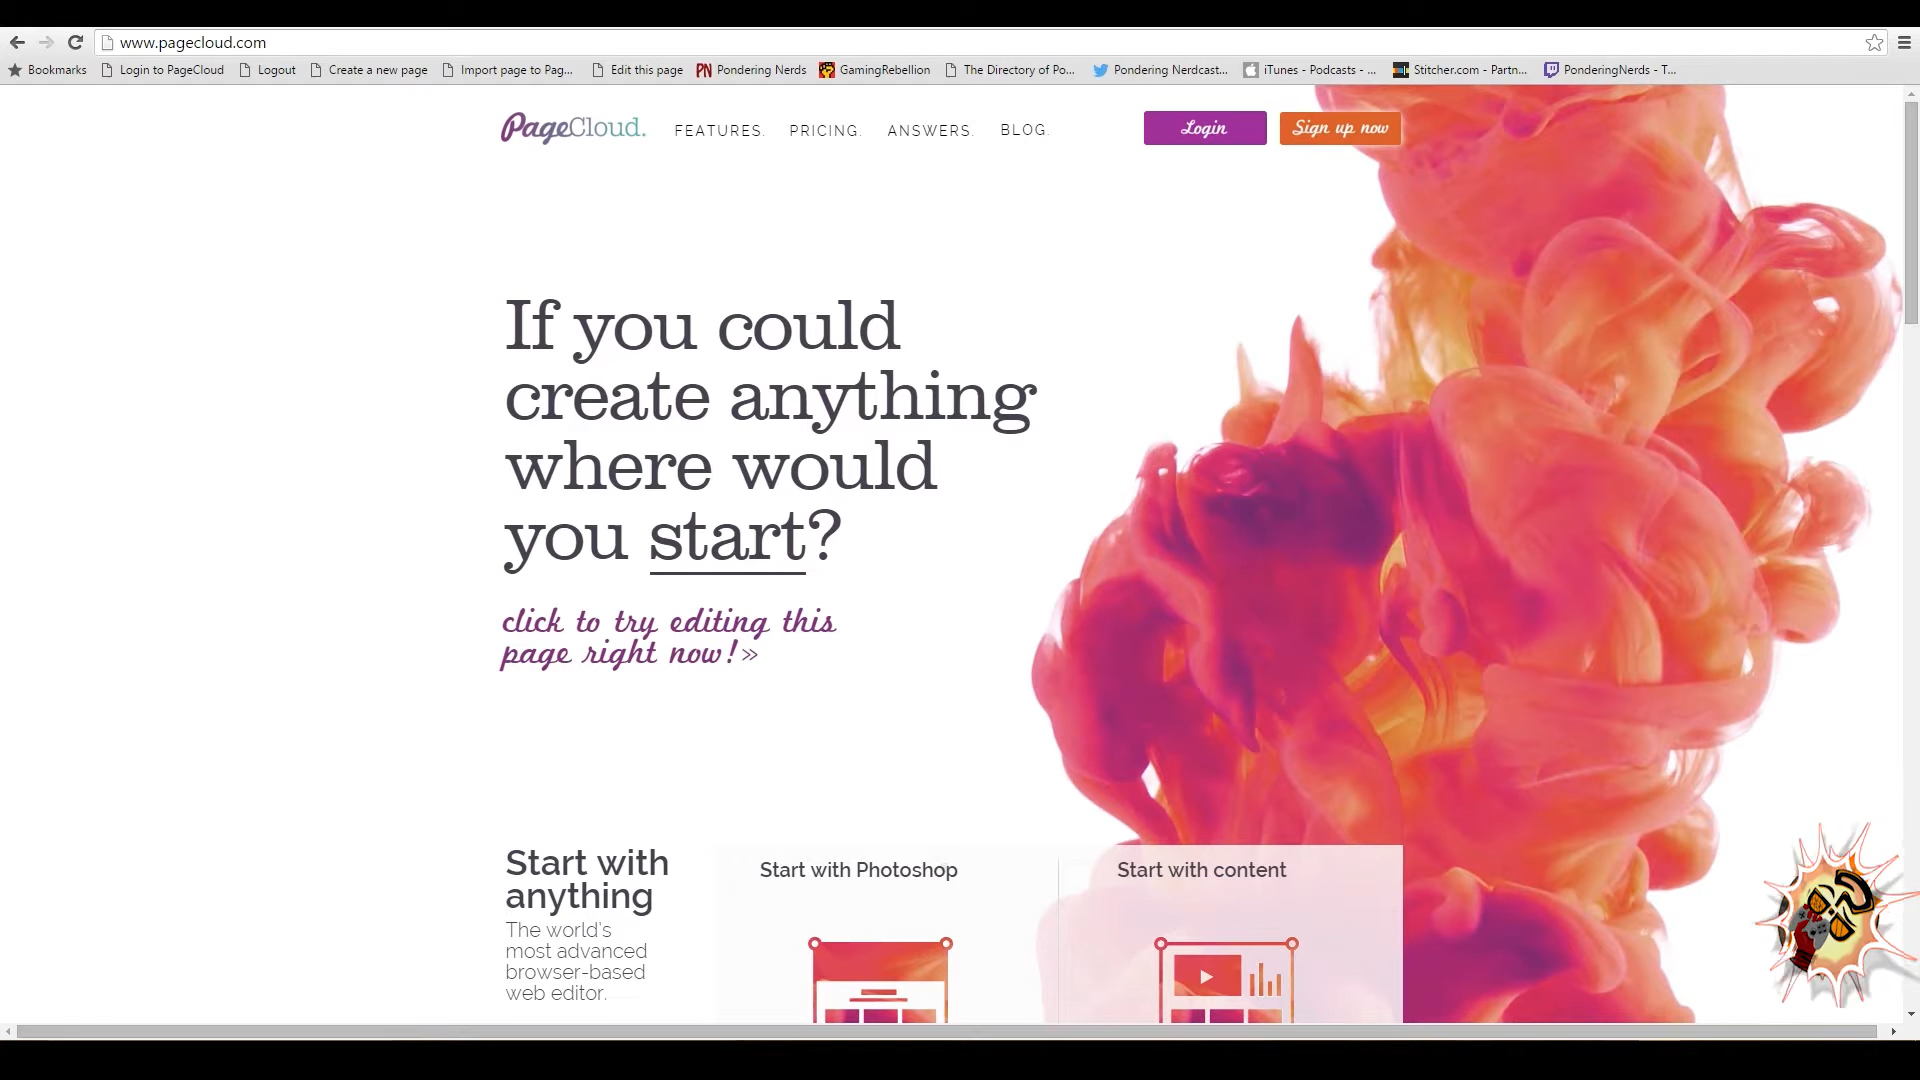 www.pagecloud.com
Bookmarks Login to PageCloud Logout Create a new page Import page to Pag... Edit this page PN Pondering Nerds GamingRebellion The Directory of Po... Pondering Nerdcast... iTunes - Podcasts - ... Stitcher.com - Partn... PonderingNerds - T...
PageCloud. FEATURES. PRICING. ANSWERS. BLOG. Login Sign up now
If you could
create anything
where would
you start?
click to try editing this
page right now! »
Start with
anything
The world's
most advanced
browser-based
web editor.
Start with Photoshop
Start with content